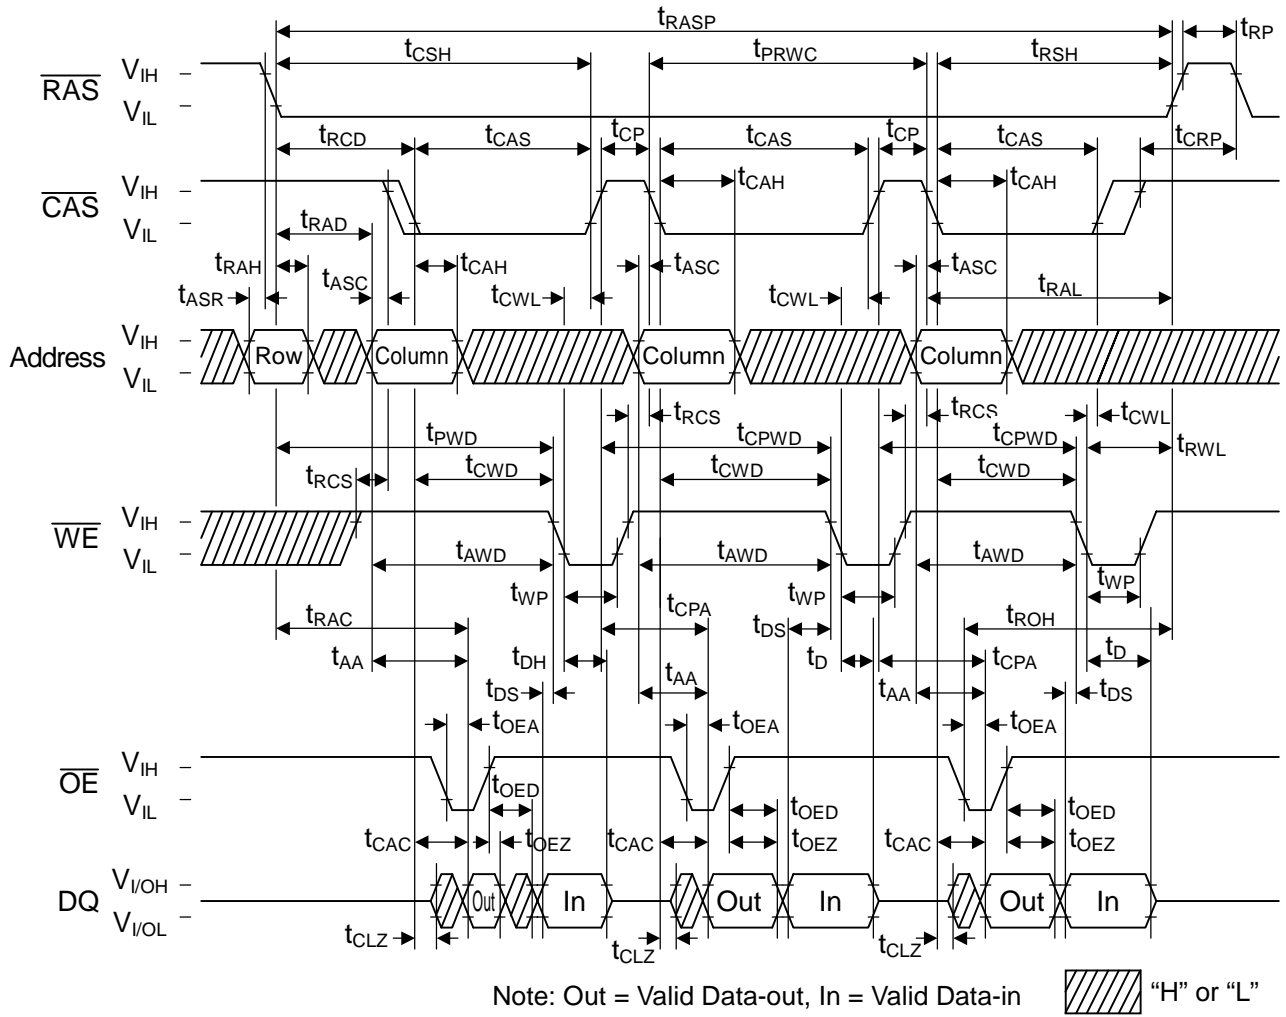 tRASP tRP
tCSH tPRWC tRSH
RAS VIH
VIL
tRCD tCAS tCP tCAS tCP tCAS tCRP
CAS VIH tCAH tCAH
VIL
tRAD
tRAH tASC tCAH tASC tASC
tASR tCWL tCWL tRAL
Address VIH
VIL
Row Column Column Column
tRCS tRCS tCWL
tPWD tCPWD tCPWD tRWL
tRCS tCWD tCWD tCWD
WE VIH
VIL
tAWD tAWD tAWD
tWP tWP tWP
tRAC tCPA tDS tROH
tAA tDH tD tCPA tD
tDS tAA tAA tDS
tOEA tOEA tOEA
OE VIH
VIL
tOED tOED tOED
tCAC tOEZ tCAC tOEZ tCAC tOEZ
DQ VI/OH
VI/OL
Out In Out In Out In
tCLZ tCLZ tCLZ
Note: Out = Valid Data-out, In = Valid Data-in “H” or “L”